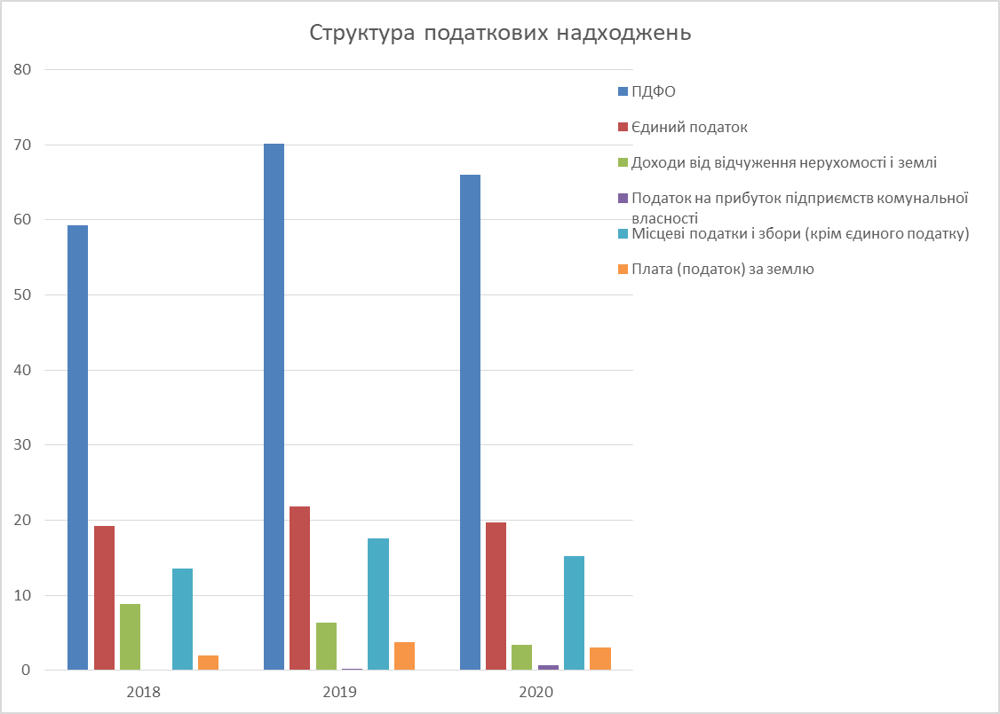 Структура податкових надходжень
80
70
60
50
40
30
20
10
0
2018
2019
2020
ПДФО
Єдиний податок
Доходи від відчуження нерухомості і землі
Податок на прибуток підприємств комунальної
власності
Місцеві податки і збори (крім єдиного податку)
Плата (податок) за землю